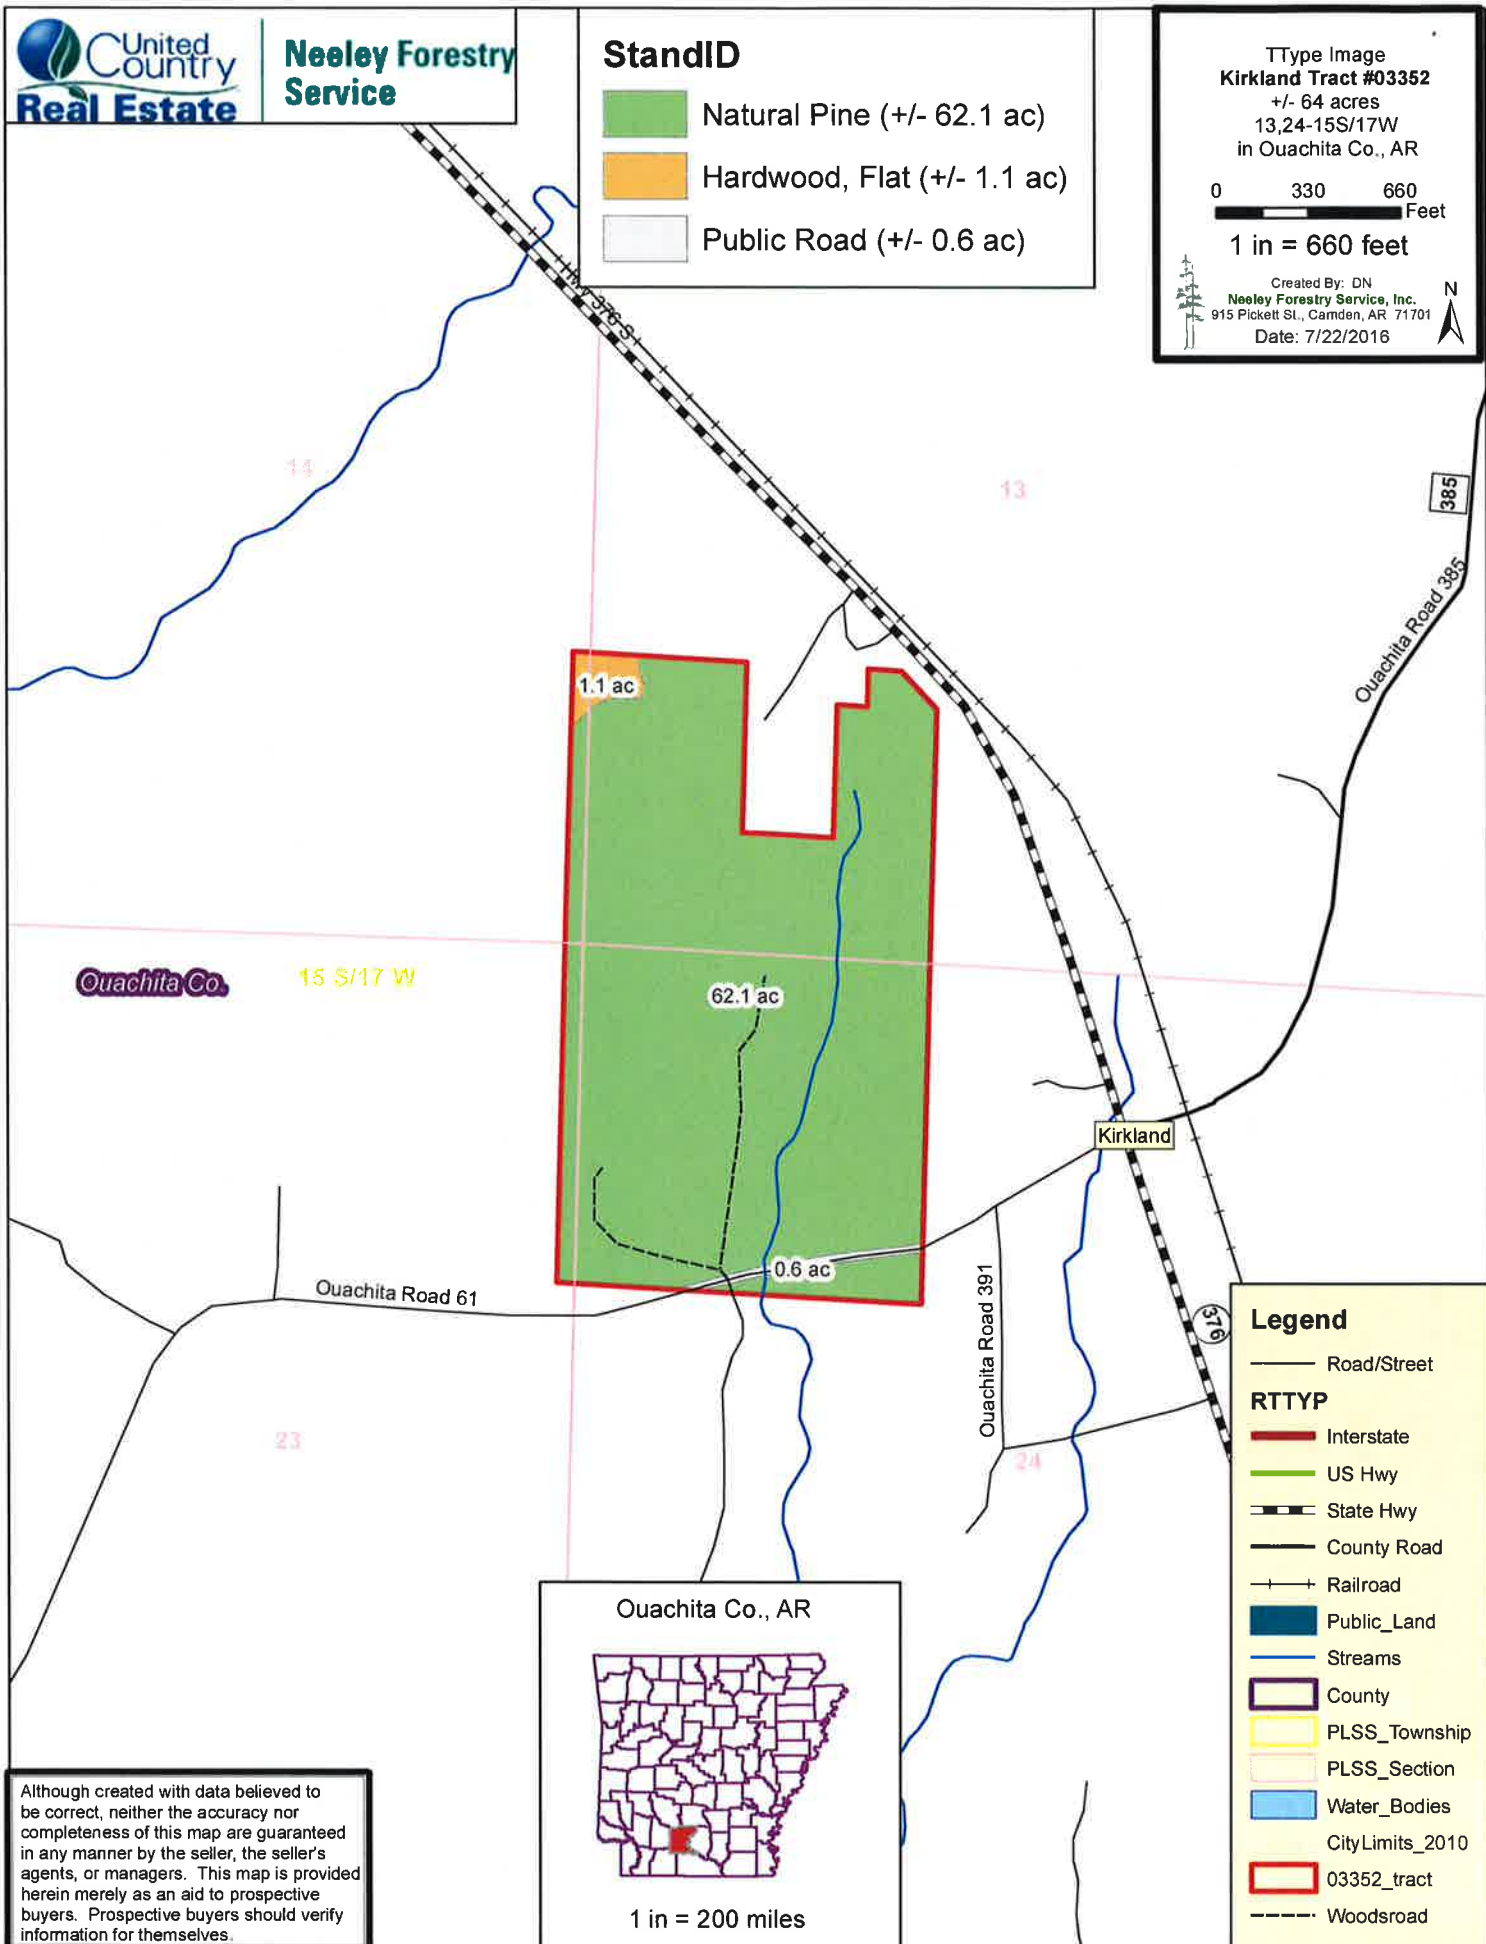 United
Country
Real Estate
Neeley Forestry
Service
StandID
Natural Pine (+/- 62.1 ac)
Hardwood, Flat (+/- 1.1 ac)
Public Road (+/- 0.6 ac)
TType Image
Kirkland Tract #03352
+/- 64 acres
13,24-15S/17W
in Ouachita Co., AR
0 330 660
Feet
1 in = 660 feet
Created By: DN
Neeley Forestry Service, Inc.
915 Pickett St., Camden, AR 71701
Date: 7/22/2016
N
Hwy 376 S
14
13
385
Ouachita Road 385
1.1 ac
Ouachita Co.
15 S/17 W
62.1 ac
Kirkland
0.6 ac
Ouachita Road 61
Ouachita Road 391
376
23
24
Legend
Road/Street
RTTYP
Interstate
US Hwy
State Hwy
County Road
Railroad
Public_Land
Streams
County
PLSS_Township
PLSS_Section
Water_Bodies
CityLimits_2010
03352_tract
Woodsroad
Ouachita Co., AR
1 in = 200 miles
Although created with data believed to
be correct, neither the accuracy nor
completeness of this map are guaranteed
in any manner by the seller, the seller's
agents, or managers. This map is provided
herein merely as an aid to prospective
buyers. Prospective buyers should verify
information for themselves.